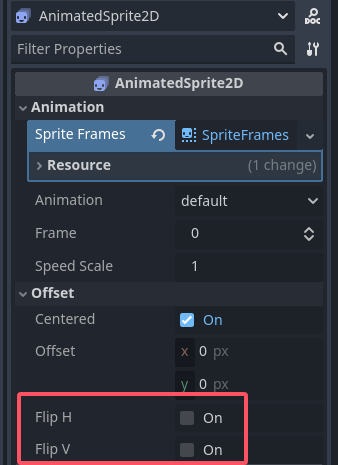 AnimatedSprite2D
DOC
Filter Properties
AnimatedSprite2D
Animation
Sprite Frames SpriteFrames
Resource (1 change)
Animation default
Frame 0
Speed Scale 1
Offset
Centered On
Offset x 0 px
y 0 px
Flip H On
Flip V On